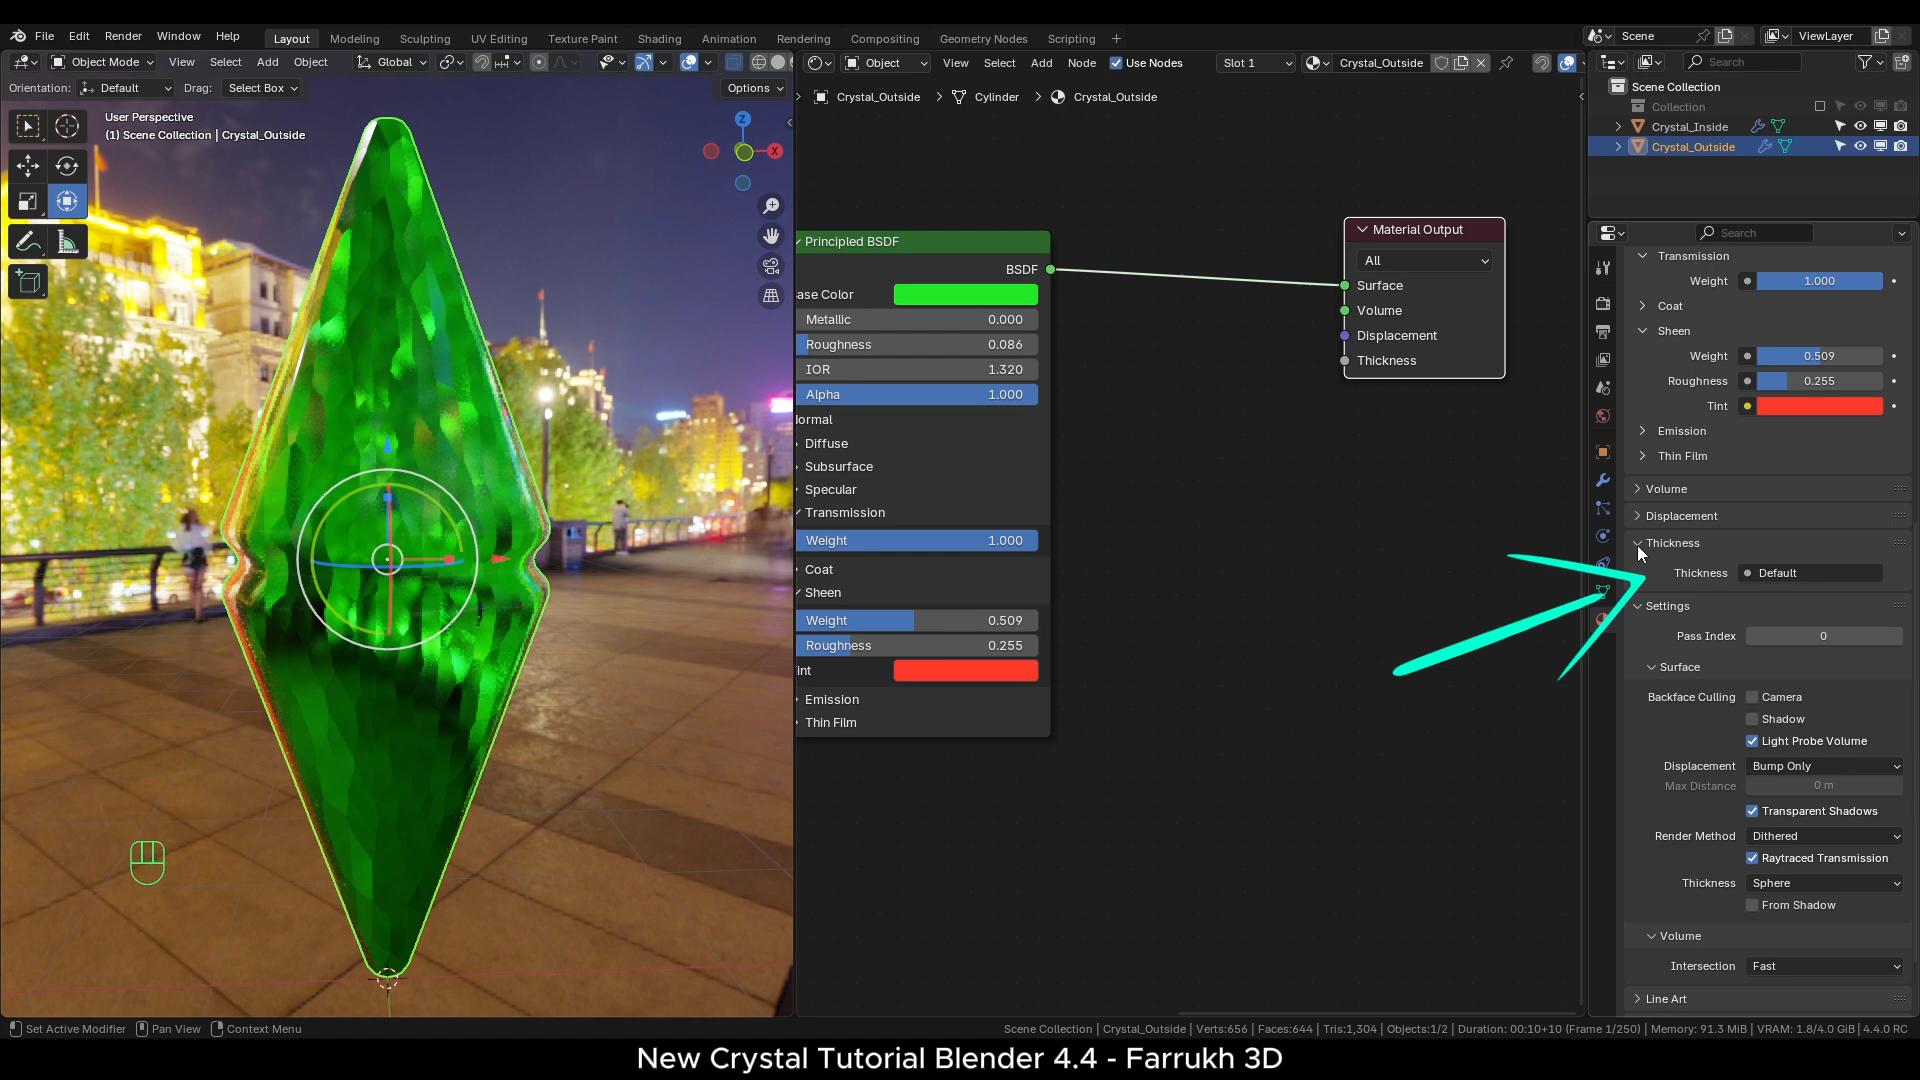 File Edit Render Window Help
Layout Modeling Sculpting UV Editing Texture Paint Shading Animation Rendering Compositing Geometry Nodes Scripting +
Scene
ViewLayer
Object Mode View Select Add Object Global
Orientation: Default Drag: Select Box Options
User Perspective
(1) Scene Collection | Crystal_Outside
Z
X
Object View Select Add Node Use Nodes Slot 1 Crystal_Outside
Crystal_Outside > Cylinder > Crystal_Outside
Principled BSDF
BSDF
ase Color
Metallic 0.000
Roughness 0.086
IOR 1.320
Alpha 1.000
lormal
Diffuse
Subsurface
Specular
Transmission
Weight 1.000
Coat
Sheen
Weight 0.509
Roughness 0.255
int
Emission
Thin Film
Material Output
All
Surface
Volume
Displacement
Thickness
Search
Scene Collection
Collection
Crystal_Inside
Crystal_Outside
Search
Transmission
Weight 1.000
Coat
Sheen
Weight 0.509
Roughness 0.255
Tint
Emission
Thin Film
Volume
Displacement
Thickness
Thickness Default
Settings
Pass Index 0
Surface
Backface Culling Camera
Shadow
Light Probe Volume
Displacement Bump Only
Max Distance 0 m
Transparent Shadows
Render Method Dithered
Raytraced Transmission
Thickness Sphere
From Shadow
Volume
Intersection Fast
Line Art
Set Active Modifier Pan View Context Menu
Scene Collection | Crystal_Outside | Verts:656 | Faces:644 | Tris:1,304 | Objects:1/2 | Duration: 00:10+10 (Frame 1/250) | Memory: 91.3 MiB | VRAM: 1.8/4.0 GiB | 4.4.0 RC
New Crystal Tutorial Blender 4.4 - Farrukh 3D